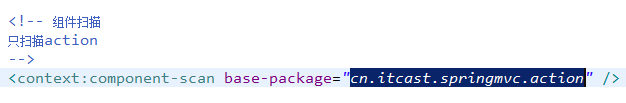 <!-- 组件扫描
只扫描action
-->
<context:component-scan base-package="cn.itcast.springmvc.action" />